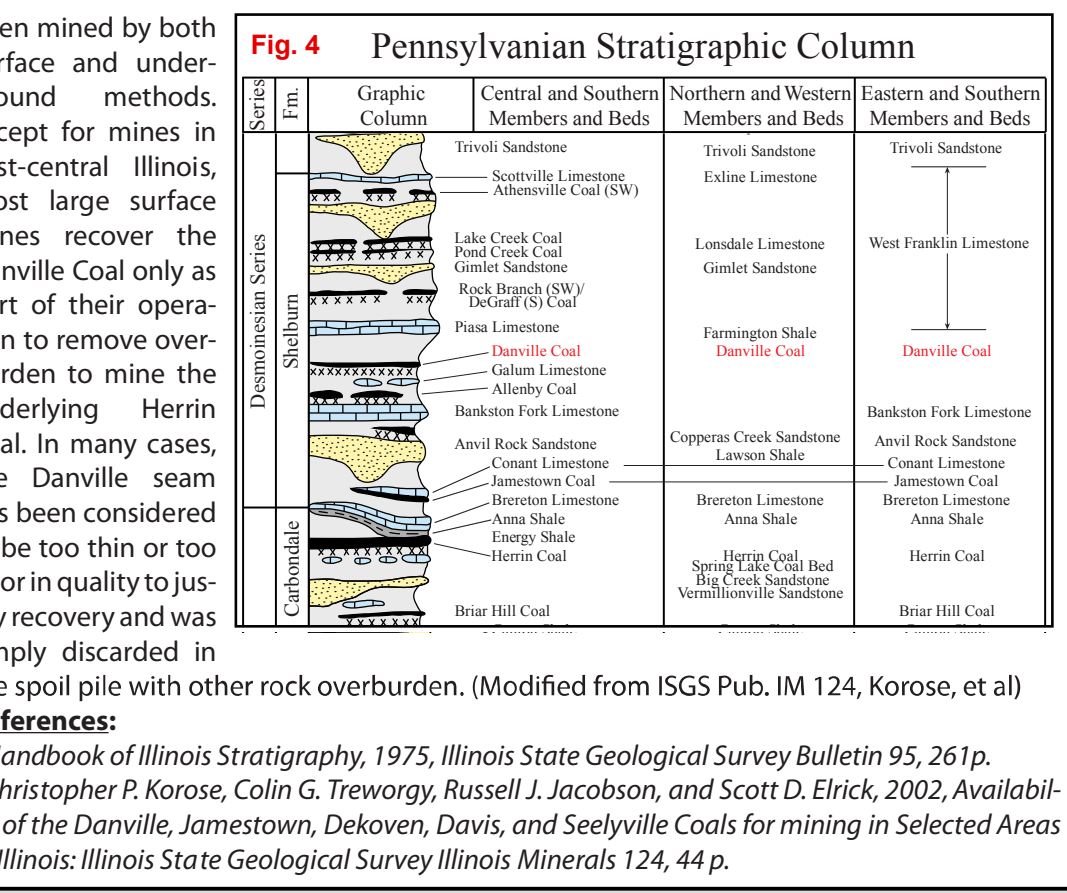 en mined by both
rface and under-
ound methods.
cept for mines in
st-central Illinois,
ost large surface
nes recover the
nville Coal only as
rt of their opera-
n to remove over-
rden to mine the
derlying Herrin
al. In many cases,
e Danville seam
s been considered
be too thin or too
or in quality to jus-
y recovery and was
mply discarded in
e spoil pile with other rock overburden. (Modified from ISGS Pub. IM 124, Korose, et al)
Fig. 4 Pennsylvanian Stratigraphic Column
Series
Fm.
Graphic
Column
Central and Southern
Members and Beds
Northern and Western
Members and Beds
Eastern and Southern
Members and Beds
Desmoinesian Series
Shelburn
Carbondale
Trivoli Sandstone
Scottville Limestone
Athensville Coal (SW)
Lake Creek Coal
Pond Creek Coal
Gimlet Sandstone
Rock Branch (SW)/
DeGraff (S) Coal
Piasa Limestone
Danville Coal
Galum Limestone
Allenby Coal
Bankston Fork Limestone
Anvil Rock Sandstone
Conant Limestone
Jamestown Coal
Brereton Limestone
Anna Shale
Energy Shale
Herrin Coal
Briar Hill Coal
Trivoli Sandstone
Exline Limestone
Lonsdale Limestone
Gimlet Sandstone
Farmington Shale
Danville Coal
Copperas Creek Sandstone
Lawson Shale
Brereton Limestone
Anna Shale
Herrin Coal
Spring Lake Coal Bed
Big Creek Sandstone
Vermillionville Sandstone
Trivoli Sandstone
West Franklin Limestone
Danville Coal
Bankston Fork Limestone
Anvil Rock Sandstone
Conant Limestone
Jamestown Coal
Brereton Limestone
Anna Shale
Herrin Coal
Briar Hill Coal
ferences:
andbook of Illinois Stratigraphy, 1975, Illinois State Geological Survey Bulletin 95, 261p.
hristopher P. Korose, Colin G. Treworgy, Russell J. Jacobson, and Scott D. Elrick, 2002, Availabil-
of the Danville, Jamestown, Dekoven, Davis, and Seelyville Coals for mining in Selected Areas
Illinois: Illinois State Geological Survey Illinois Minerals 124, 44 p.